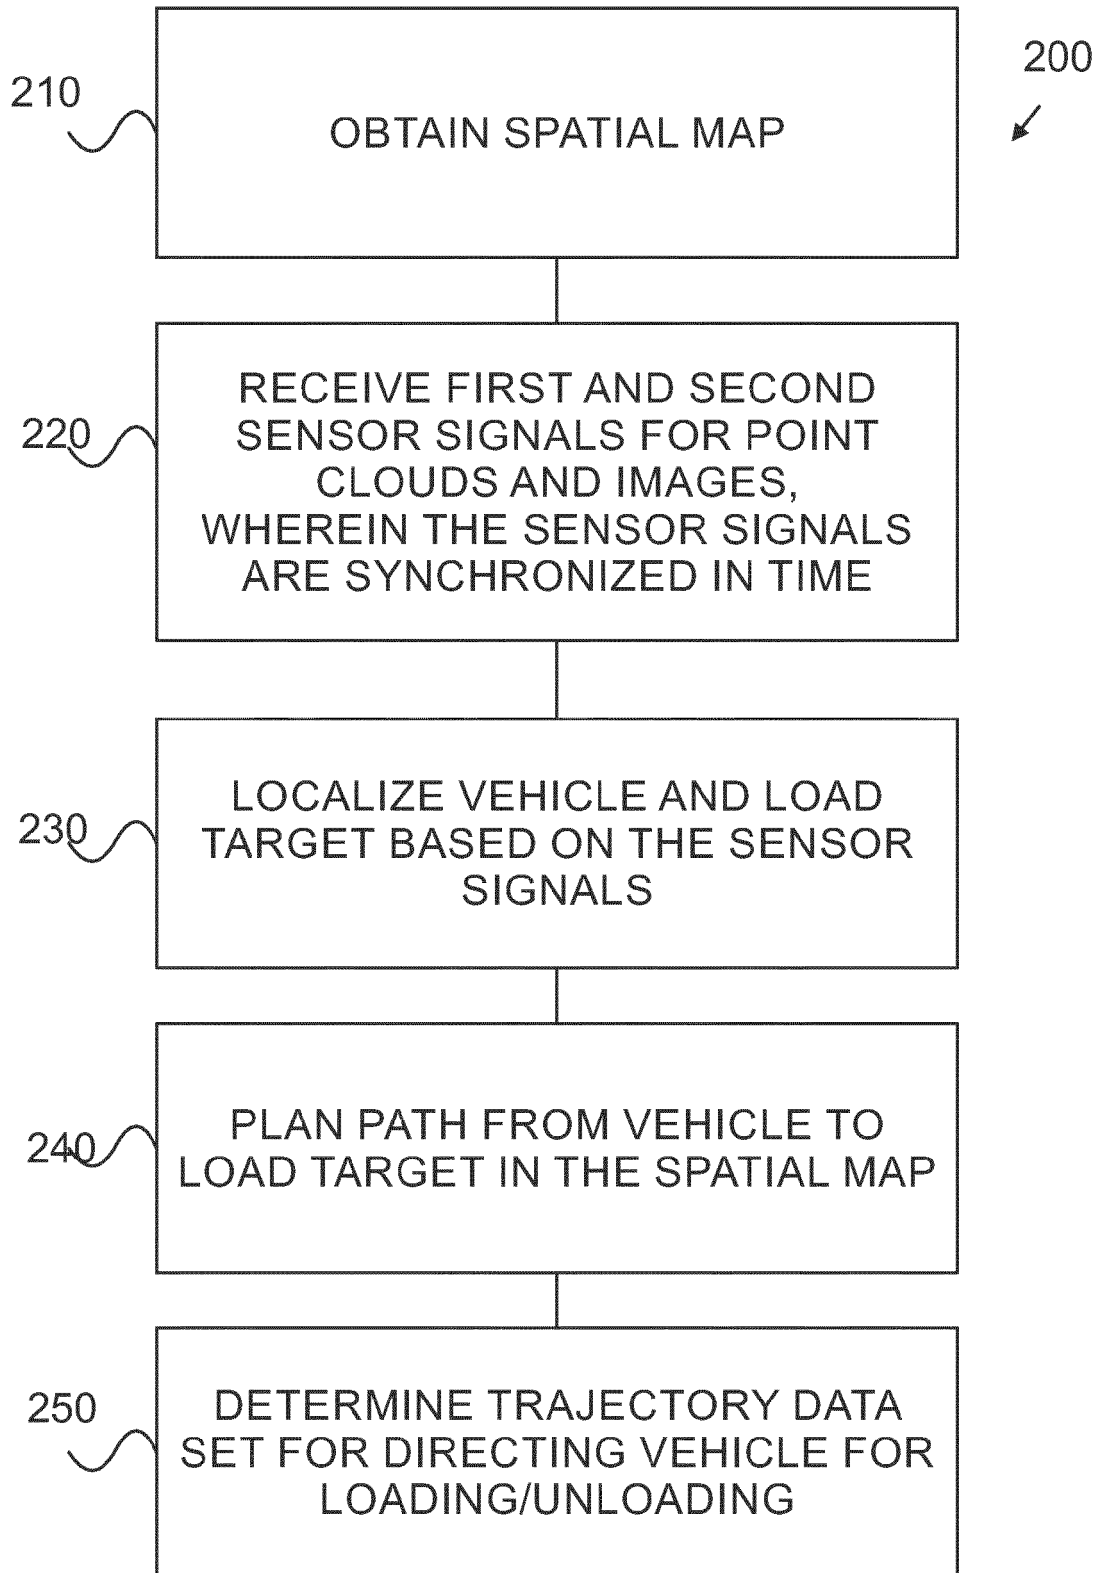 200
210
OBTAIN SPATIAL MAP
220
RECEIVE FIRST AND SECOND
SENSOR SIGNALS FOR POINT
CLOUDS AND IMAGES,
WHEREIN THE SENSOR SIGNALS
ARE SYNCHRONIZED IN TIME
230
LOCALIZE VEHICLE AND LOAD
TARGET BASED ON THE SENSOR
SIGNALS
240
PLAN PATH FROM VEHICLE TO
LOAD TARGET IN THE SPATIAL MAP
250
DETERMINE TRAJECTORY DATA
SET FOR DIRECTING VEHICLE FOR
LOADING/UNLOADING